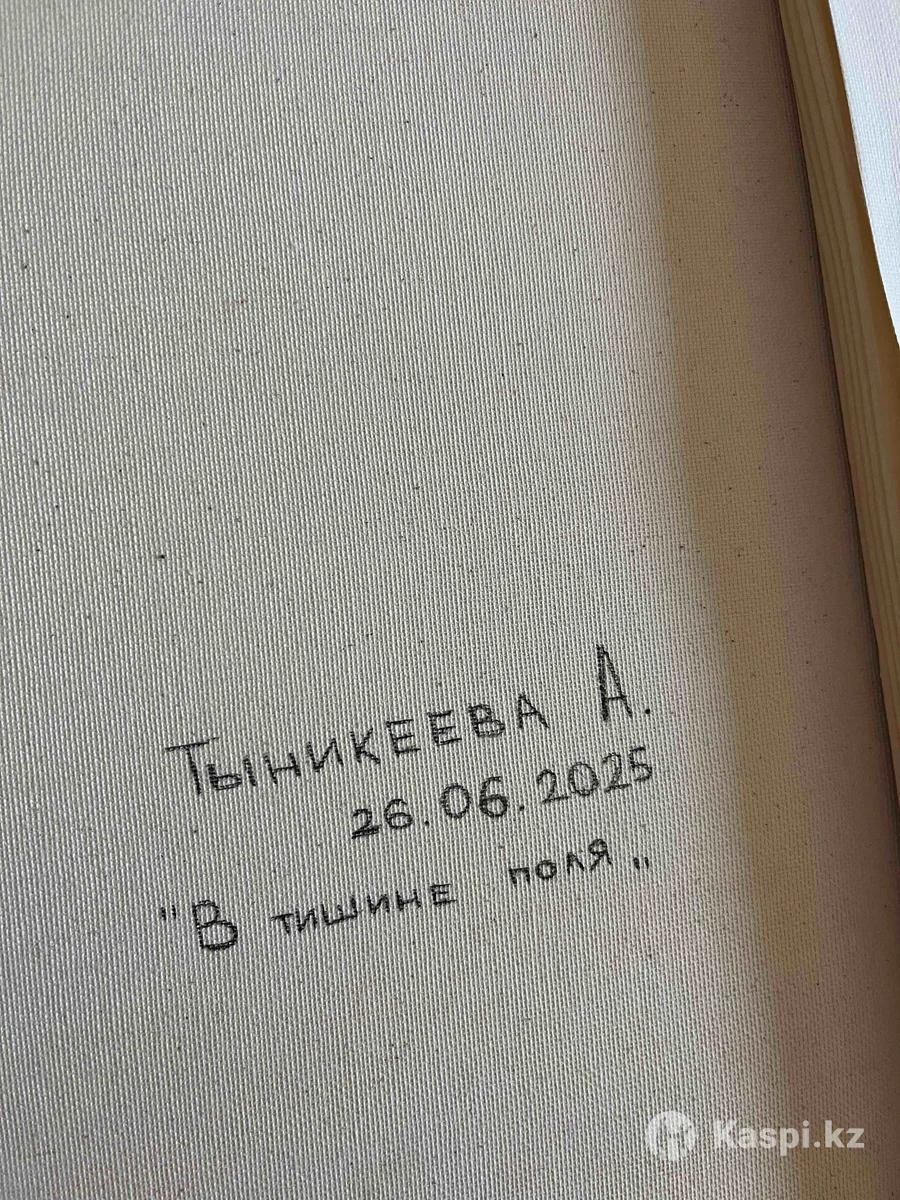 Тыникеева А.
26.06.2025
"В тишине поля"
Kaspi.kz